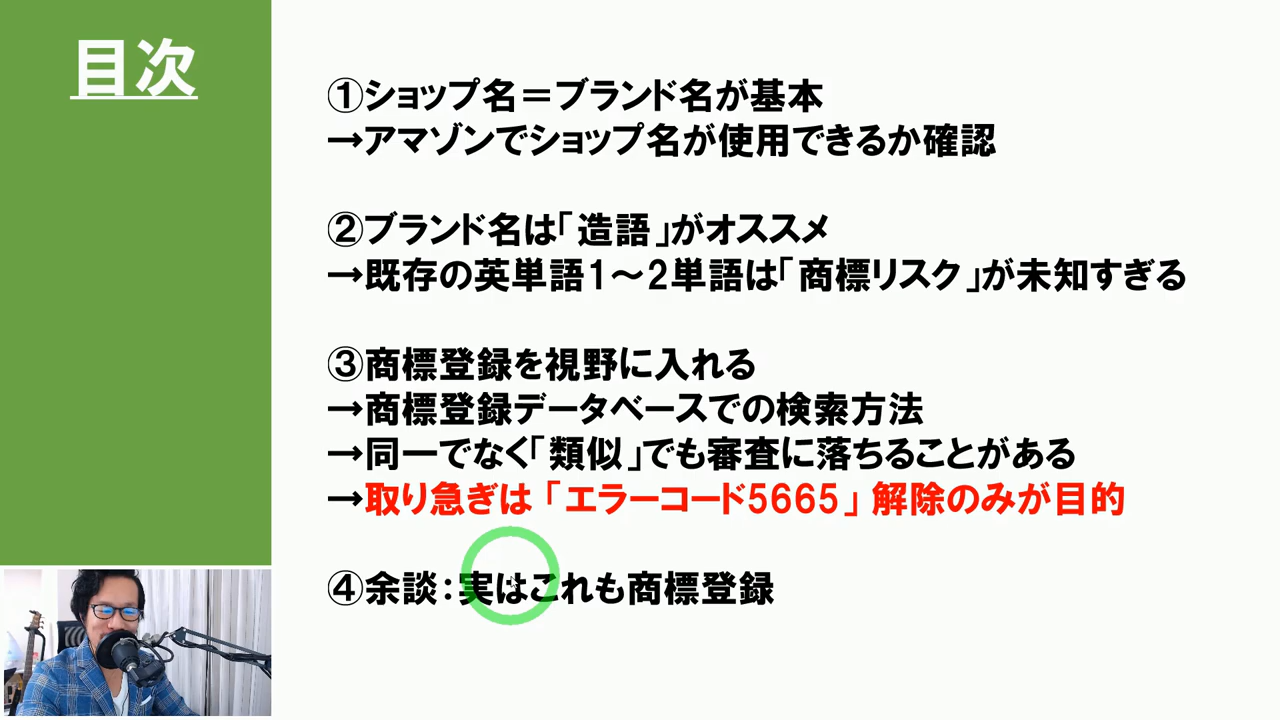 目次
①ショップ名＝ブランド名が基本
→アマゾンでショップ名が使用できるか確認
②ブランド名は「造語」がオススメ
→既存の英単語１～２単語は「商標リスク」が未知すぎる
③商標登録を視野に入れる
→商標登録データベースでの検索方法
→同一でなく「類似」でも審査に落ちることがある
→取り急ぎは「エラーコード5665」解除のみが目的
④余談：実はこれも商標登録